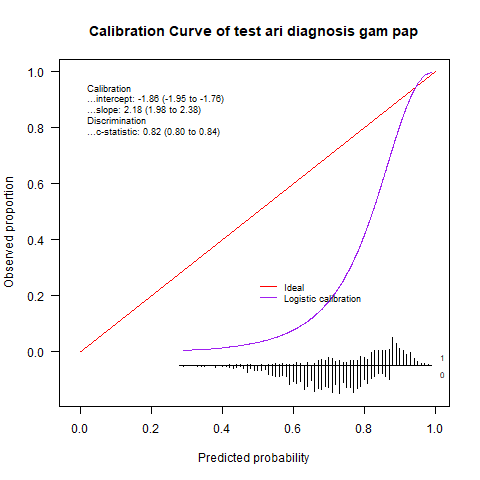 Calibration Curve of test ari diagnosis gam pap
Calibration
...intercept: -1.86 (-1.95 to -1.76)
...slope: 2.18 (1.98 to 2.38)
Discrimination
...c-statistic: 0.82 (0.80 to 0.84)
Observed proportion
1.0
0.8
0.6
0.4
0.2
0.0
Ideal
Logistic calibration
1
0
0.0 0.2 0.4 0.6 0.8 1.0
Predicted probability